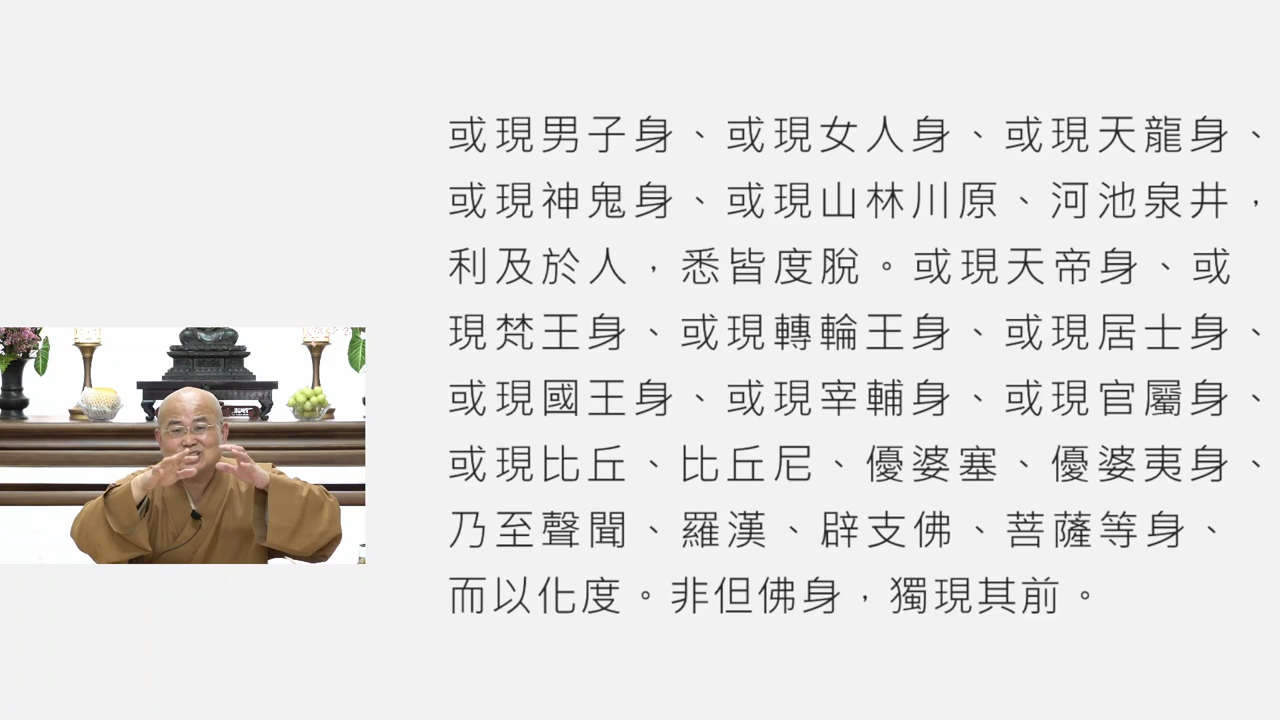 或現男子身、或現女人身、或現天龍身、
或現神鬼身、或現山林川原、河池泉井，
利及於人，悉皆度脫。或現天帝身、或
現梵王身、或現轉輪王身、或現居士身、
或現國王身、或現宰輔身、或現官屬身、
或現比丘、比丘尼、優婆塞、優婆夷身、
乃至聲聞、羅漢、辟支佛、菩薩等身、
而以化度。非但佛身，獨現其前。